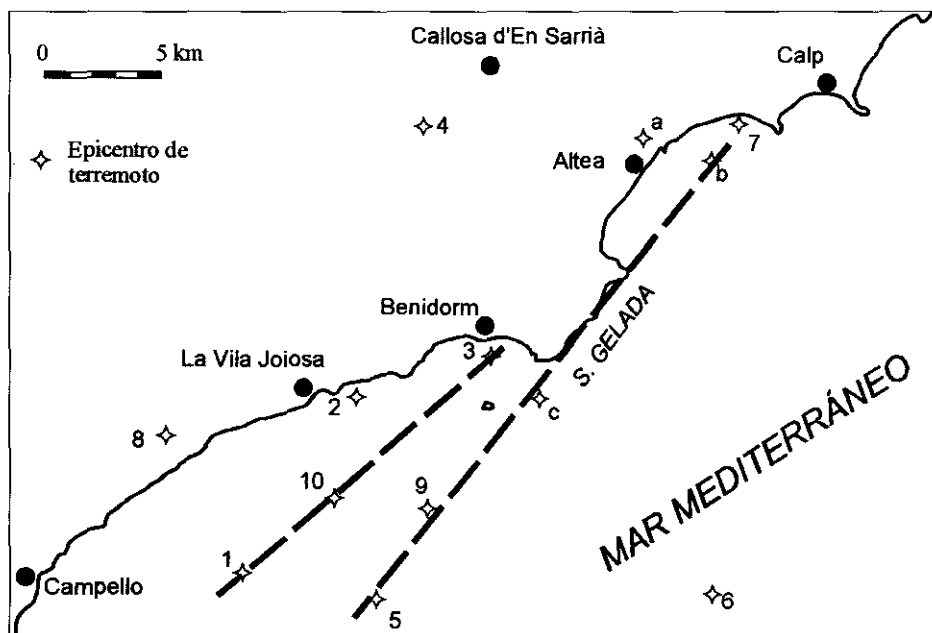 Callosa d'En Sarrià
0 5 km
Calp
4
a
7
Epicentro de
terremoto
Altea
b
Benidorm
S. GELADA
3
La Vila Joiosa
2
c
MAR MEDITERRÁNEO
8
10
9
1
Campello
5
6